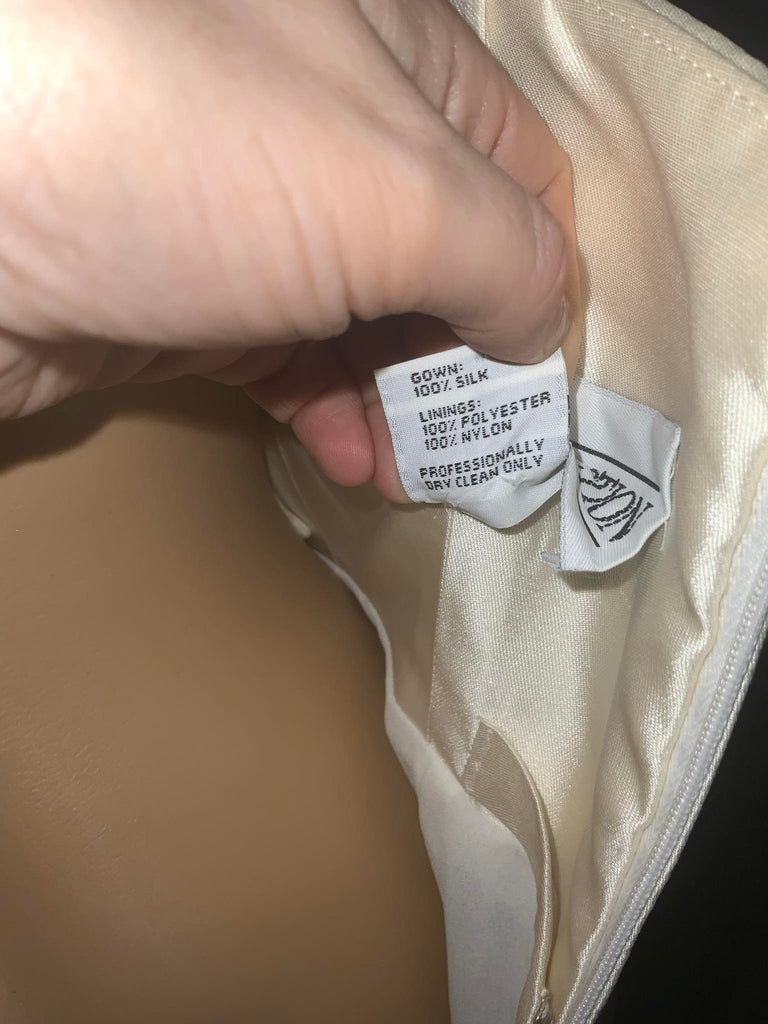 GOWN:
100% SILK
LININGS:
100% POLYESTER
100% NYLON
PROFESSIONALLY
DRY CLEAN ONLY